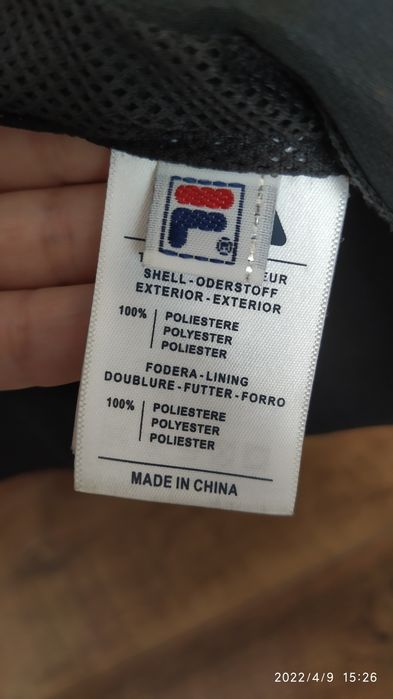 SHELL-ODERSTOFF
EXTERIOR-EXTERIOR
100% POLIESTERE
POLYESTER
POLIESTER
FODERA-LINING
DOUBLURE-FUTTER-FORRO
100% POLIESTERE
POLYESTER
POLIESTER
MADE IN CHINA
2022/4/9 15:26